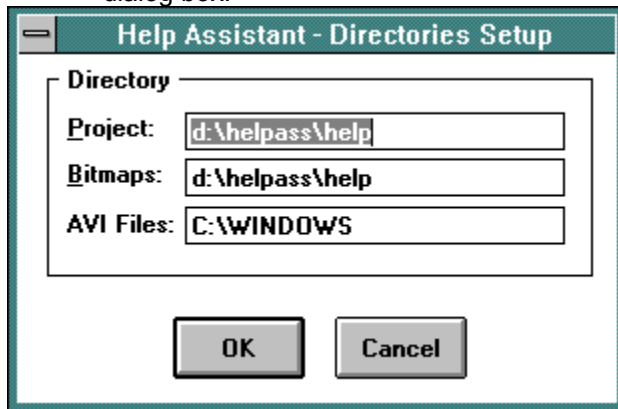 dialog box.
Help Assistant - Directories Setup
Directory
Project: d:\helpass\help
Bitmaps: d:\helpass\help
AVI Files: C:\WINDOWS
OK Cancel